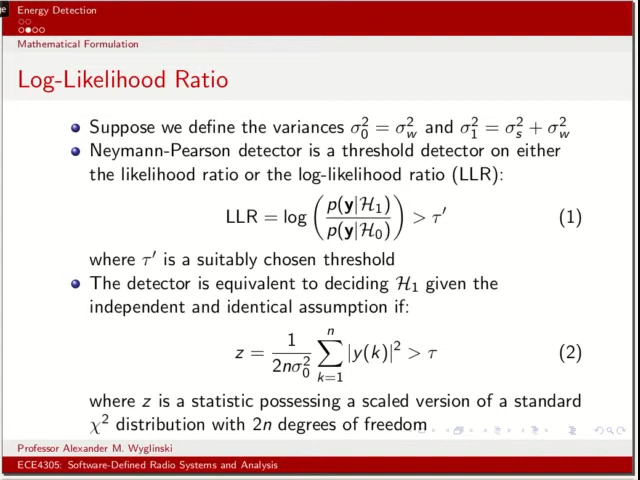 ge
Energy Detection
Mathematical Formulation
Log-Likelihood Ratio
Suppose we define the variances σ₀² = σ_w² and σ₁² = σ_s² + σ_w²
Neymann-Pearson detector is a threshold detector on either
the likelihood ratio or the log-likelihood ratio (LLR):
LLR = log ( p(y|H₁) / p(y|H₀) ) > τ′ (1)
where τ′ is a suitably chosen threshold
The detector is equivalent to deciding H₁ given the
independent and identical assumption if:
z = 1 / (2nσ₀²) ∑_{k=1}^{n} |y(k)|² > τ (2)
where z is a statistic possessing a scaled version of a standard
χ² distribution with 2n degrees of freedom
Professor Alexander M. Wyglinski
ECE4305: Software-Defined Radio Systems and Analysis